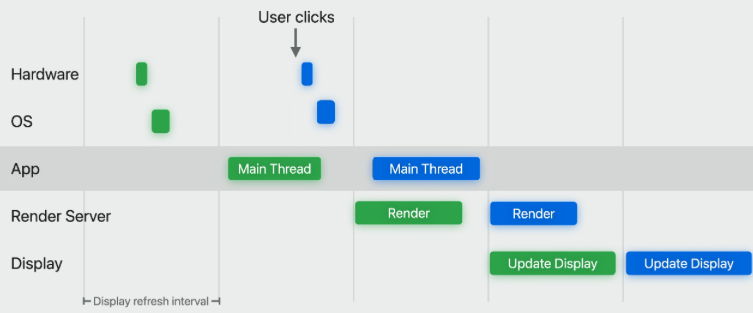 User clicks
Hardware
OS
App
Main Thread
Main Thread
Render Server
Render
Render
Display
Update Display
Update Display
Display refresh interval